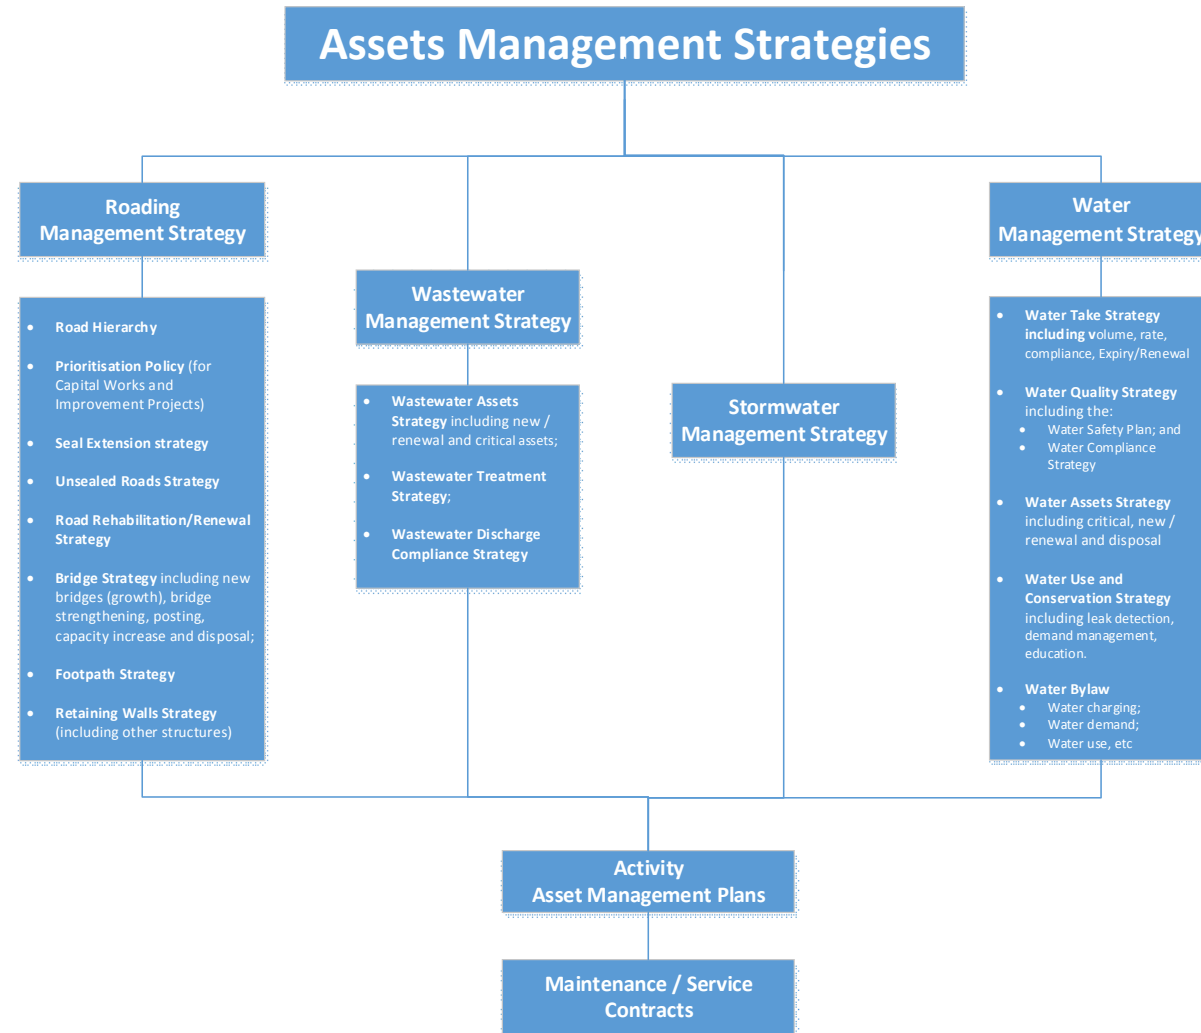 Assets Management Strategies
Roading
Management Strategy
• Road Hierarchy
• Prioritisation Policy (for
Capital Works and
Improvement Projects)
• Seal Extension strategy
• Unsealed Roads Strategy
• Road Rehabilitation/Renewal
Strategy
• Bridge Strategy including new
bridges (growth), bridge
strengthening, posting,
capacity increase and disposal;
• Footpath Strategy
• Retaining Walls Strategy
(including other structures)
Wastewater
Management Strategy
• Wastewater Assets
Strategy including new /
renewal and critical assets;
• Wastewater Treatment
Strategy;
• Wastewater Discharge
Compliance Strategy
Stormwater
Management Strategy
Water
Management Strategy
• Water Take Strategy
including volume, rate,
compliance, Expiry/Renewal
• Water Quality Strategy
including the:
• Water Safety Plan; and
• Water Compliance
Strategy
• Water Assets Strategy
including critical, new /
renewal and disposal
• Water Use and
Conservation Strategy
including leak detection,
demand management,
education.
• Water Bylaw
• Water charging;
• Water demand;
• Water use, etc
Activity
Asset Management Plans
Maintenance / Service
Contracts